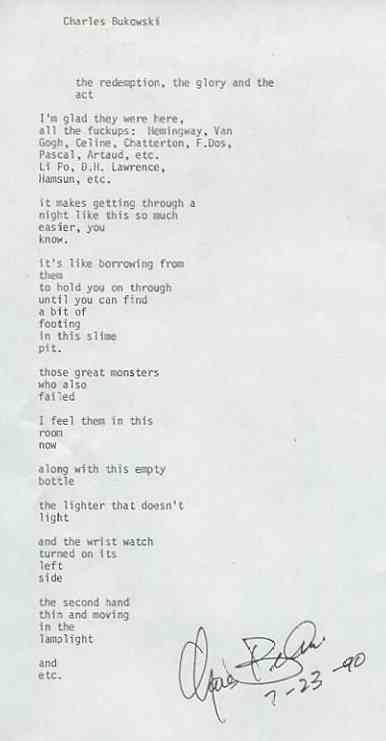 Charles Bukowski
the redemption, the glory and the
act
I'm glad they were here,
all the fuckups: Hemingway, Van
Gogh, Celine, Chatterton, F.Dos,
Pascal, Artaud, etc.
Li Po, D.H. Lawrence,
Hamsun, etc.
it makes getting through a
night like this so much
easier, you
know.
it's like borrowing from
them
to hold you on through
until you can find
a bit of
footing
in this slime
pit.
those great monsters
who also
failed
I feel them in this
room
now
along with this empty
bottle
the lighter that doesn't
light
and the wrist watch
turned on its
left
side
the second hand
thin and moving
in the
lamplight
and
etc.
7-23-90